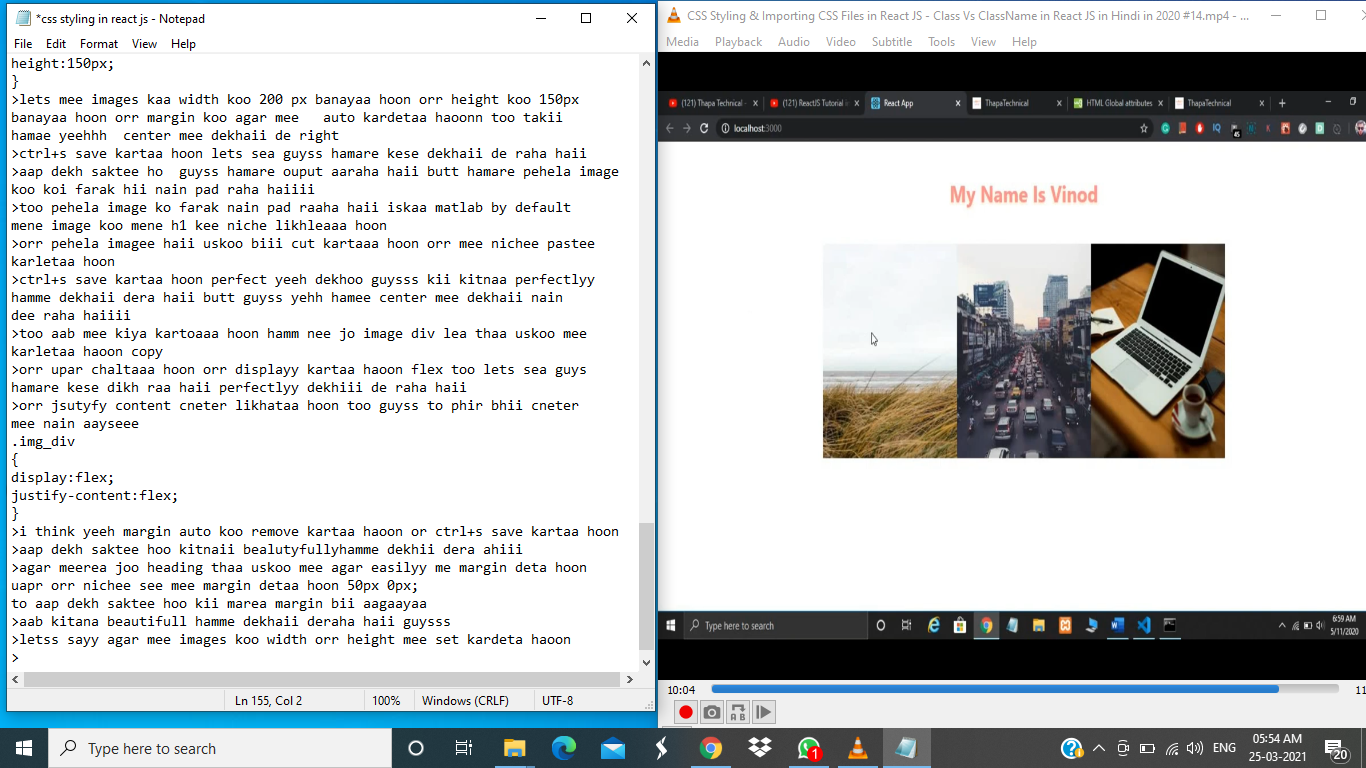 *css styling in react js - Notepad
File Edit Format View Help
height:150px;
}
>lets mee images kaa width koo 200 px banayaa hoon orr height koo 150px
banayaa hoon orr margin koo agar mee   auto kardetaa haoonn too takii
hamae yeehhh  center mee dekhaii de right
>ctrl+s save kartaa hoon lets sea guyss hamare kese dekhaii de raha haii
>aap dekh saktee ho  guyss hamare ouput aaraha haii butt hamare pehela image
koo koi farak hii nain pad raha haiiii
>too pehela image ko farak nain pad raaha haii iskaa matlab by default
mene image koo mene h1 kee niche likhleaaa hoon
>orr pehela imagee haii uskoo biii cut kartaaa hoon orr mee nichee pastee
karletaa hoon
>ctrl+s save kartaa hoon perfect yeeh dekhoo guysss kii kitnaa perfectlyy
hamme dekhaii dera haii butt guyss yehh hamee center mee dekhaii nain
dee raha haiiii
>too aab mee kiya kartoaaa hoon hamm nee jo image div lea thaa uskoo mee
karletaa haoon copy
>orr upar chaltaaa hoon orr displayy kartaa haoon flex too lets sea guys
hamare kese dikh raa haii perfectlyy dekhiii de raha haii
>orr jsutyfy content cneter likhataa hoon too guyss to phir bhii cneter
mee nain aayseee
.img_div
{
display:flex;
justify-content:flex;
}
>i think yeeh margin auto koo remove kartaa haoon or ctrl+s save kartaa hoon
>aap dekh saktee hoo kitnaii bealutyfullyhamme dekhii dera ahiii
>agar meerea joo heading thaa uskoo mee agar easilyy me margin deta hoon
uapr orr nichee see mee margin detaa hoon 50px 0px;
to aap dekh saktee hoo kii marea margin bii aagaayaa
>aab kitana beautifull hamme dekhaii deraha haii guysss
>letss sayy agar mee images koo width orr height mee set kardeta haoon
>
Ln 155, Col 2 100% Windows (CRLF) UTF-8
CSS Styling & Importing CSS Files in React JS - Class Vs ClassName in React JS in Hindi in 2020 #14.mp4 - ...
Media Playback Audio Video Subtitle Tools View Help
(121) Thapa Technical - (121) ReactJS Tutorial in React App ThapaTechnical HTML Global attributes ThapaTechnical
localhost:3000
45
My Name Is Vinod
Type here to search
6:59 AM
5/11/2020
10:04 11
A B
Type here to search
1
ENG
05:54 AM
25-03-2021
20